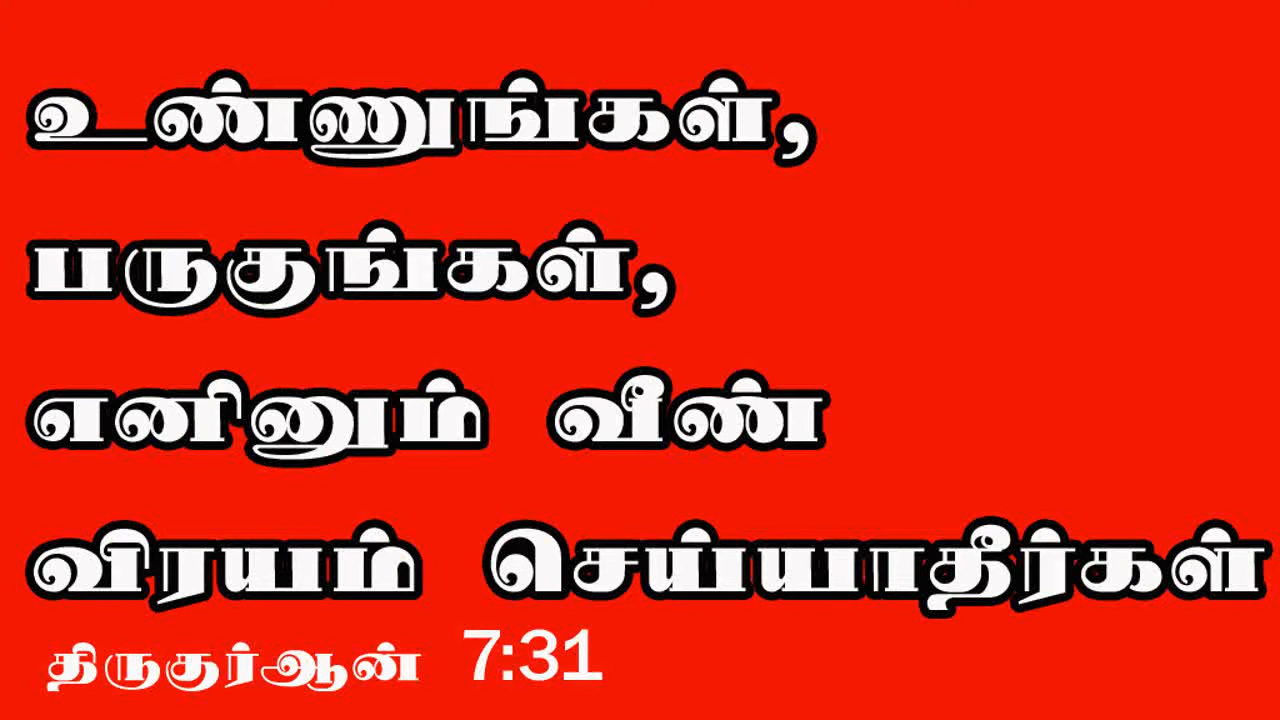 உண்ணுங்கள்,
பருகுங்கள்,
எனினும் வீண்
விரயம் செய்யாதீர்கள்
திருகுர்ஆன் 7:31